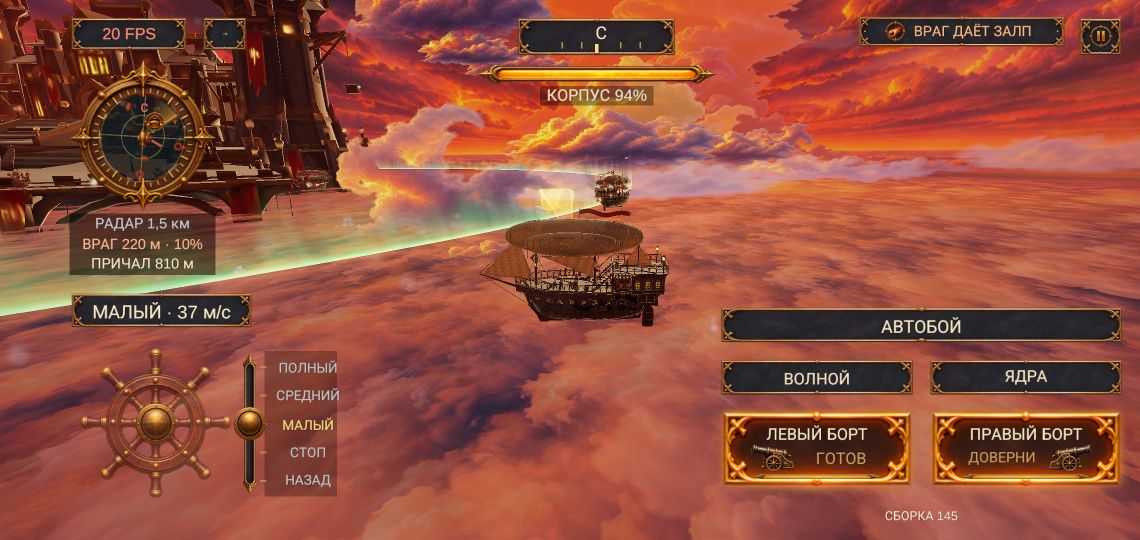 20 FPS
С
ВРАГ ДАЁТ ЗАЛП
КОРПУС 94%
С
РАДАР 1,5 км
ВРАГ 220 м · 10%
ПРИЧАЛ 810 м
МАЛЫЙ · 37 м/с
ПОЛНЫЙ
СРЕДНИЙ
МАЛЫЙ
СТОП
НАЗАД
АВТОБОЙ
ВОЛНОЙ
ЯДРА
ЛЕВЫЙ БОРТ
ГОТОВ
ПРАВЫЙ БОРТ
ДОВЕРНИ
СБОРКА 145